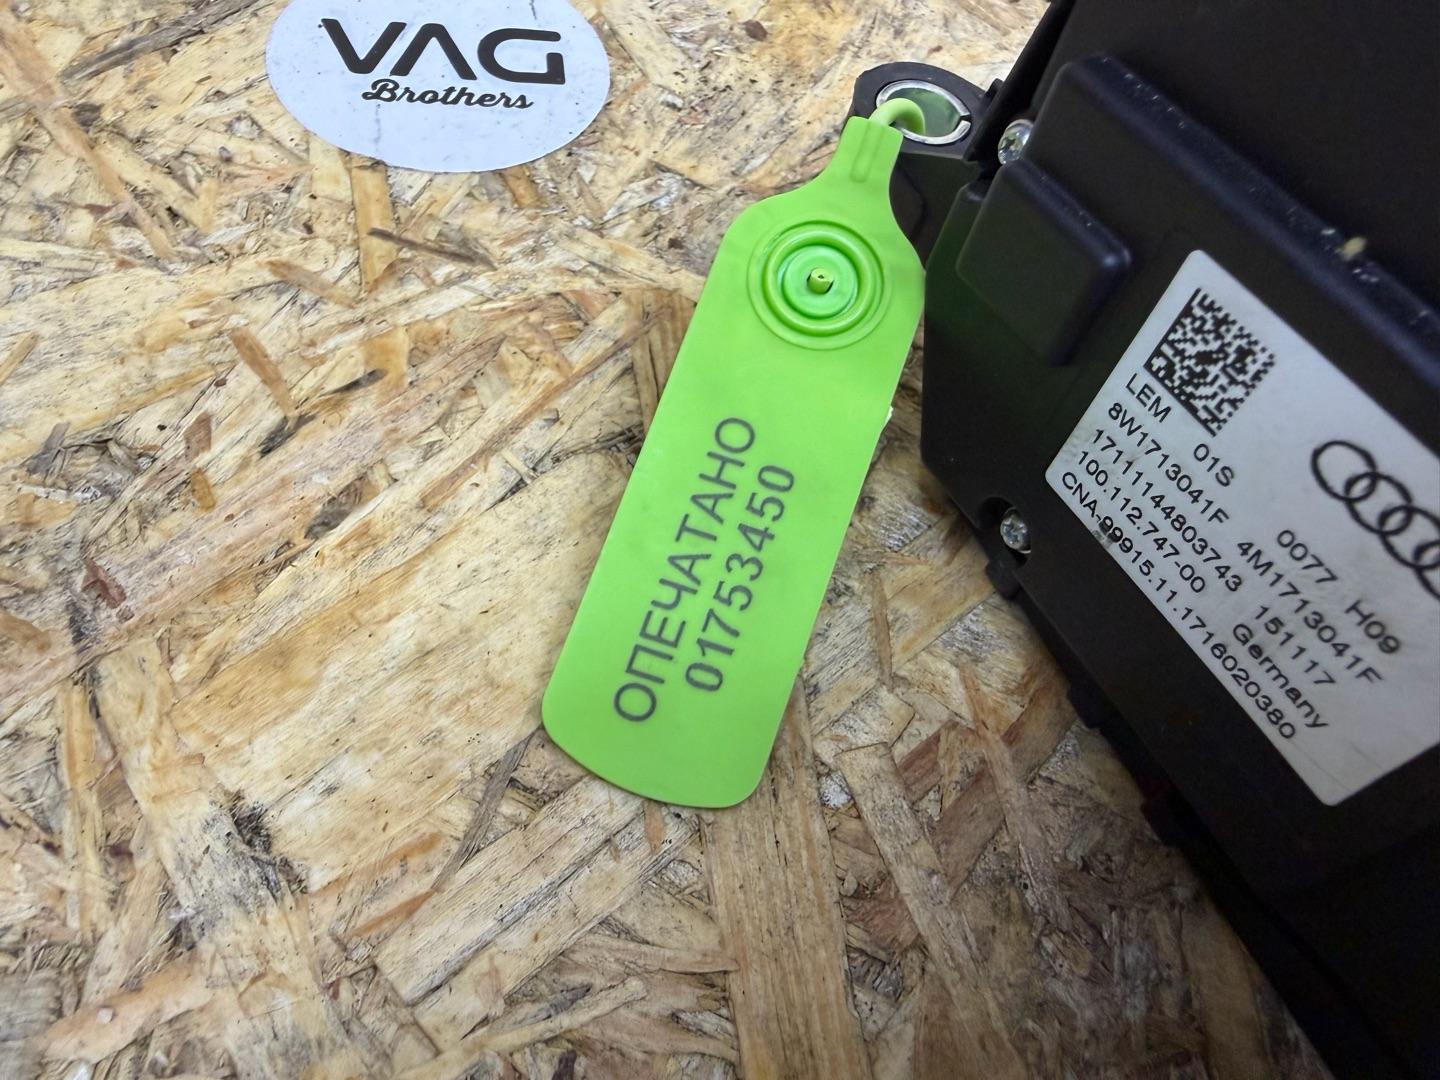 VAG
Brothers
ОПЕЧАТАНО
01753450
LEM 01S 0077 H09
8W1713041F 4M1713041F
17111144803743 151117
100.112.747-00 Germany
CNA-99915.11.1716020380